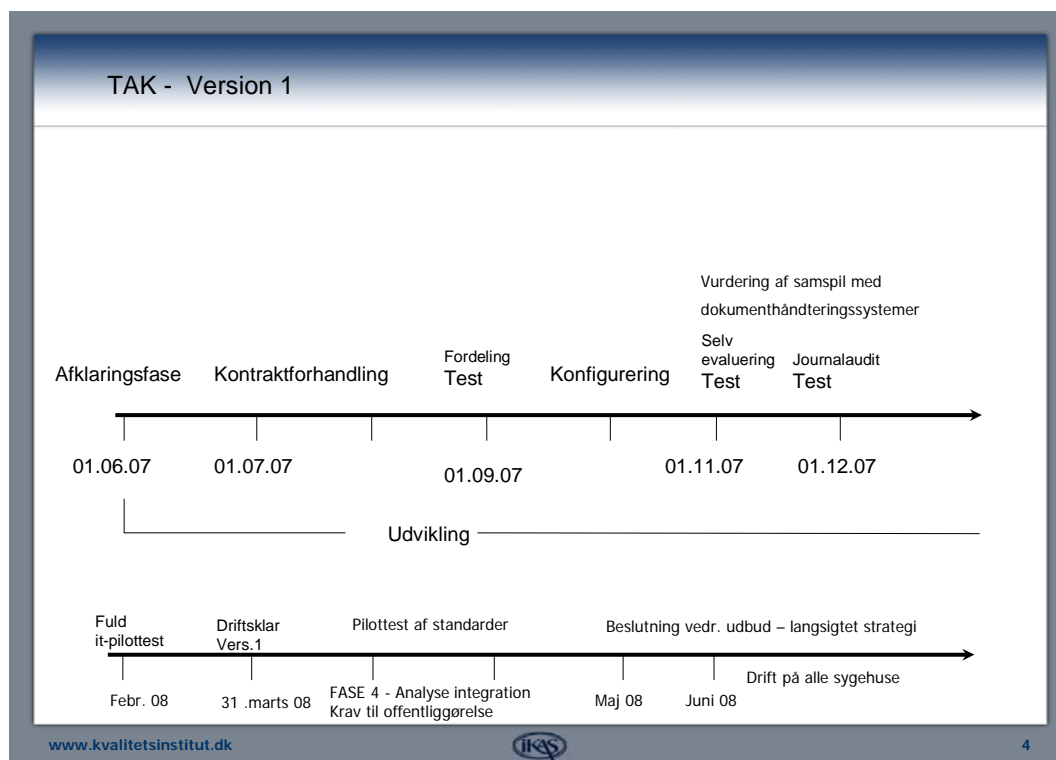 TAK -  Version 1
Vurdering af samspil med
dokumenthåndteringssystemer
Afklaringsfase
Kontraktforhandling
Fordeling
Test
Konfigurering
Selv
evaluering
Test
Journalaudit
Test
01.06.07
01.07.07
01.09.07
01.11.07
01.12.07
Udvikling
Fuld
it-pilottest
Driftsklar
Vers.1
Pilottest af standarder
Beslutning vedr. udbud – langsigtet strategi
Febr. 08
31 .marts 08
FASE 4 - Analyse integration
Krav til offentliggørelse
Maj 08
Juni 08
Drift på alle sygehuse
www.kvalitetsinstitut.dk
IKAS
4